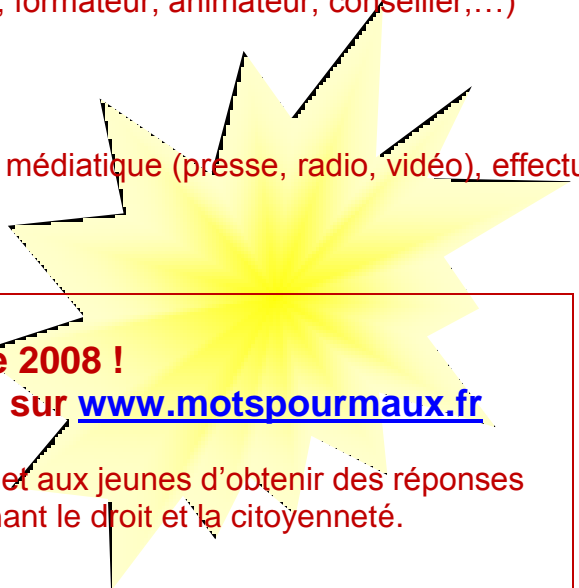 , formateur, animateur, conseiller,…)
médiatique (presse, radio, vidéo), effectu
e 2008 !
sur www.motspourmaux.fr
et aux jeunes d’obtenir des réponses
nant le droit et la citoyenneté.